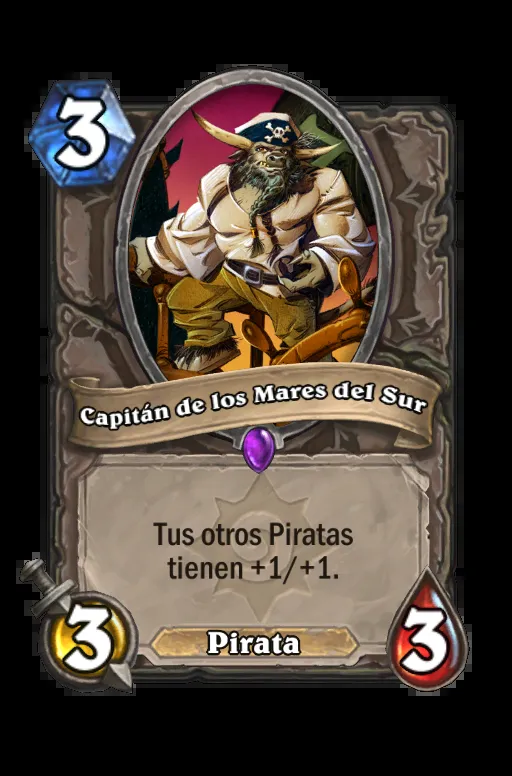 3
Capitán de los Mares del Sur
Tus otros Piratas
tienen +1/+1.
3
Pirata
3